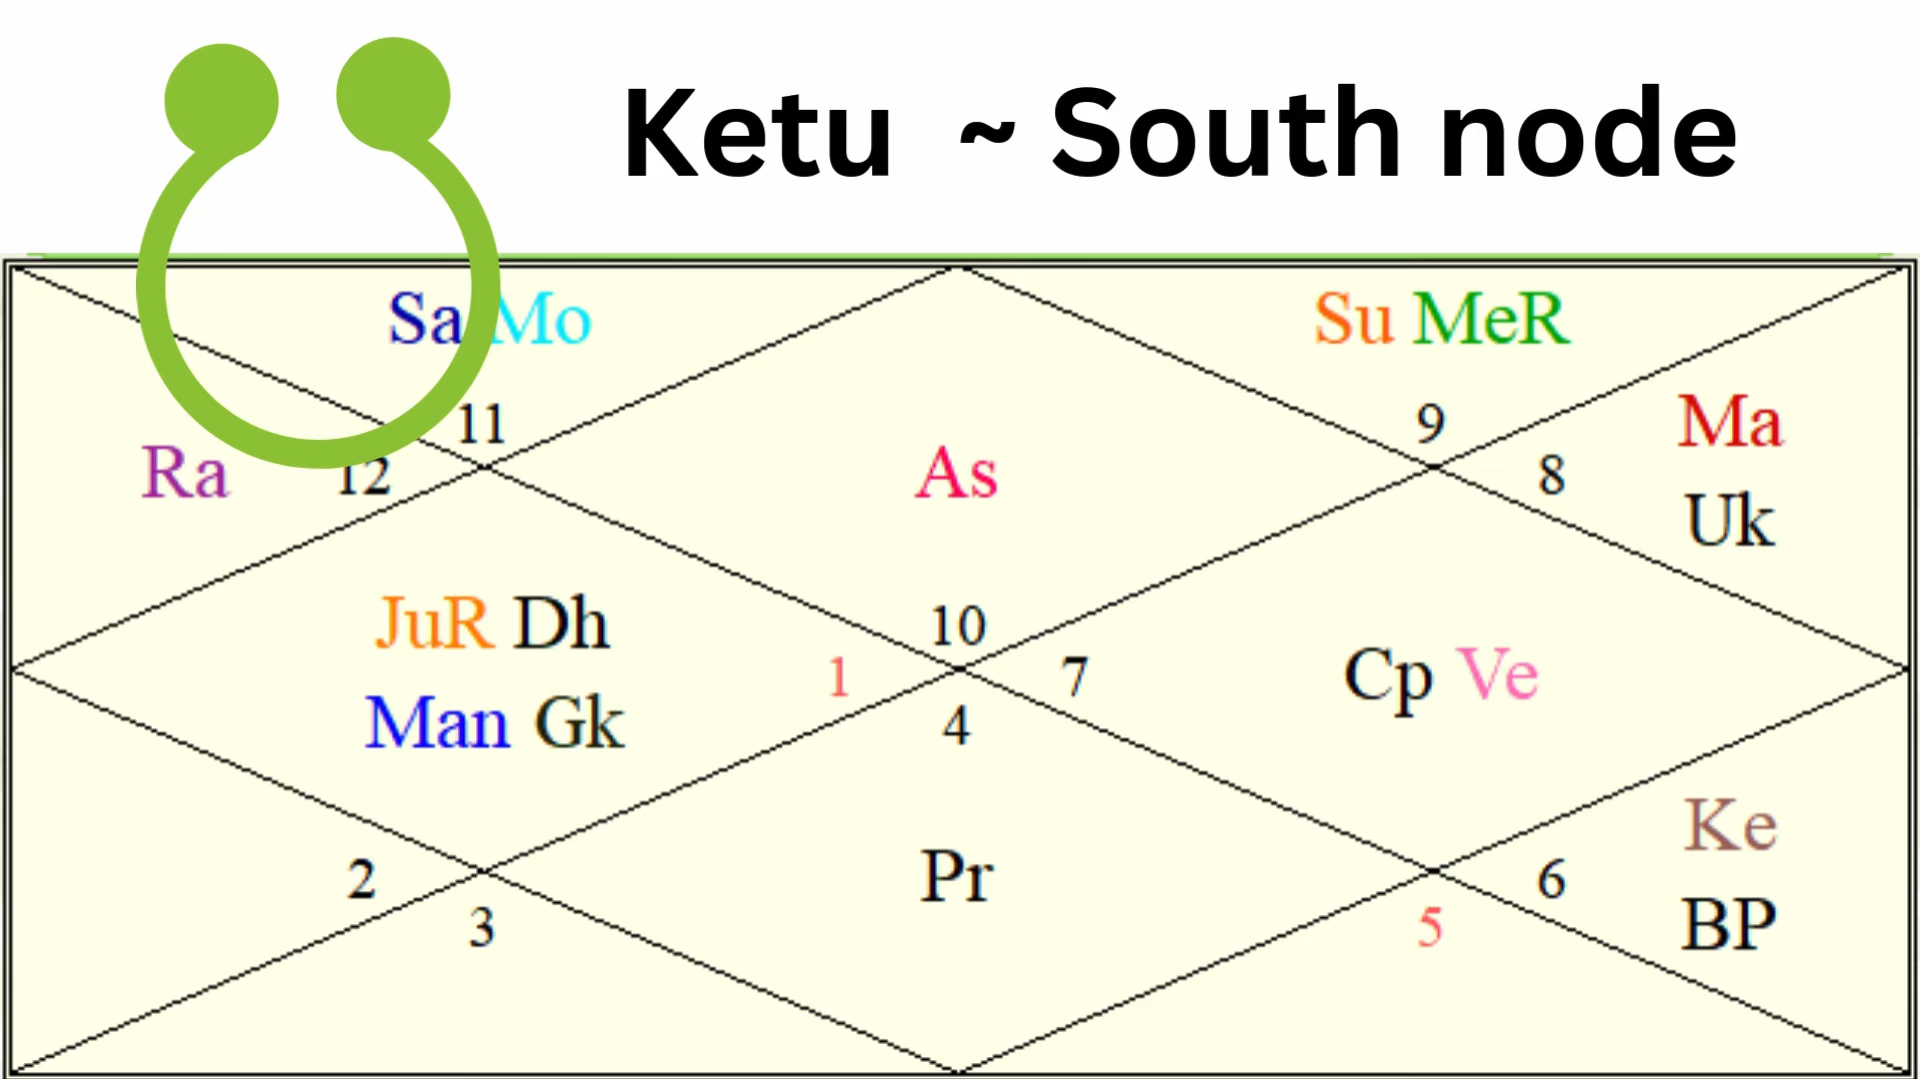 Ketu ~ South node
Sa Mo
Su MeR
11
9
Ma
Ra
12
As
8
Uk
JuR Dh
10
1
7
Cp Ve
Man Gk
4
Ke
2
Pr
6
3
5
BP